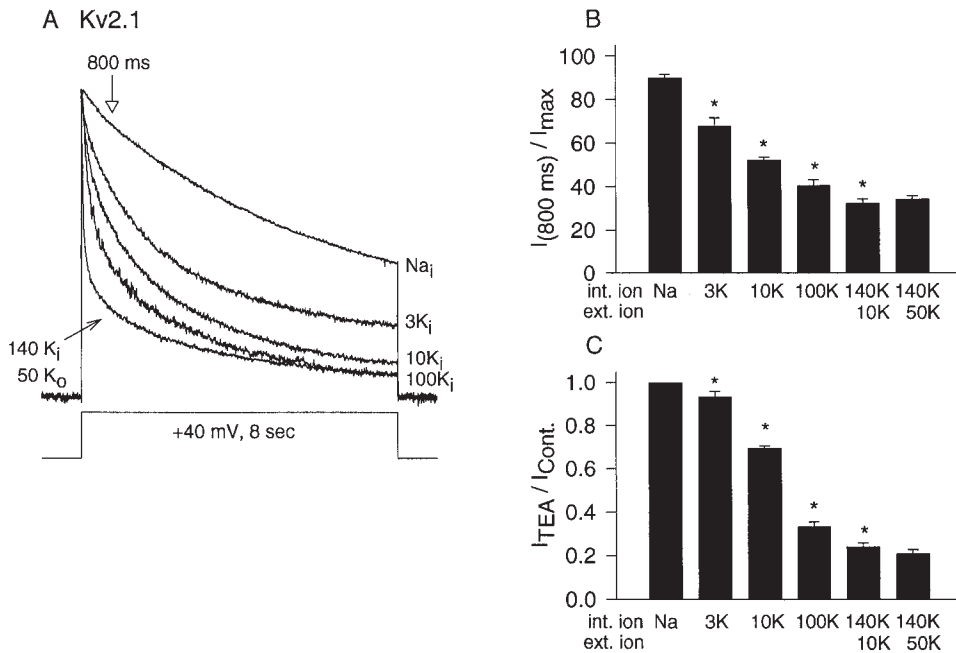 A Kv2.1
800 ms
Na_i
3K_i
10K_i
100K_i
140 K_i
50 K_o
+40 mV, 8 sec
B
I_(800 ms) / I_max
100
80
60
40
20
0
* * * *
int. ion Na 3K 10K 100K 140K 140K
ext. ion 10K 50K
C
I_TEA / I_Cont.
1.0
0.8
0.6
0.4
0.2
0.0
* * * *
int. ion Na 3K 10K 100K 140K 140K
ext. ion 10K 50K